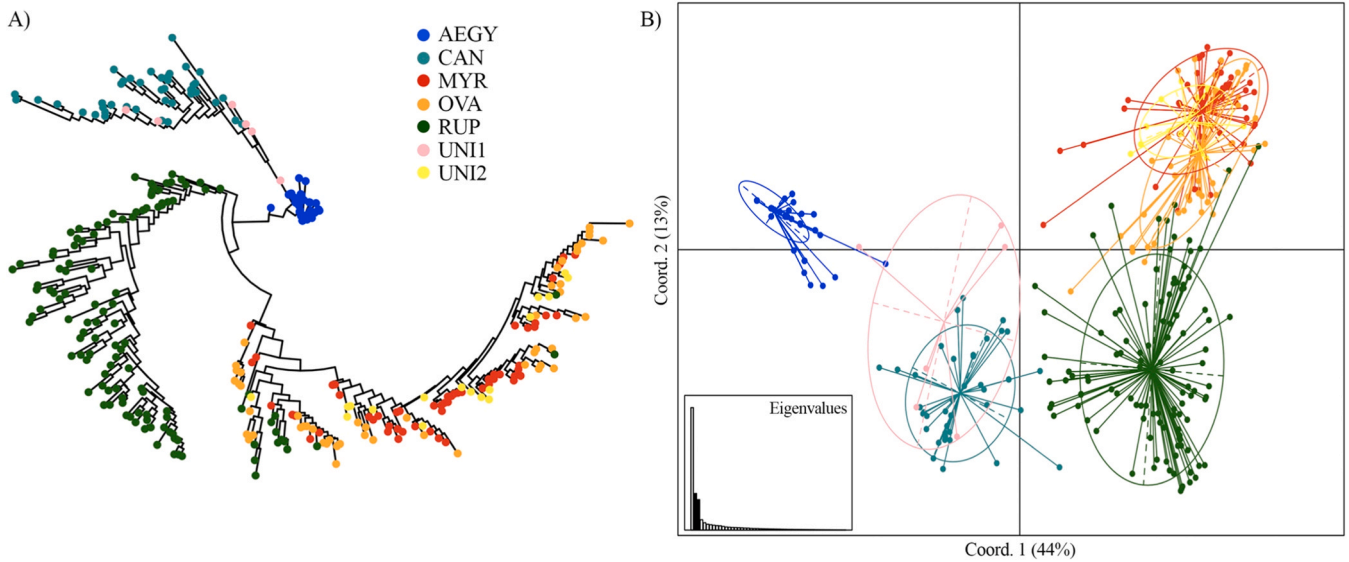 A)
AEGY
CAN
MYR
OVA
RUP
UNI1
UNI2
B)
Coord. 2 (13%)
Eigenvalues
Coord. 1 (44%)